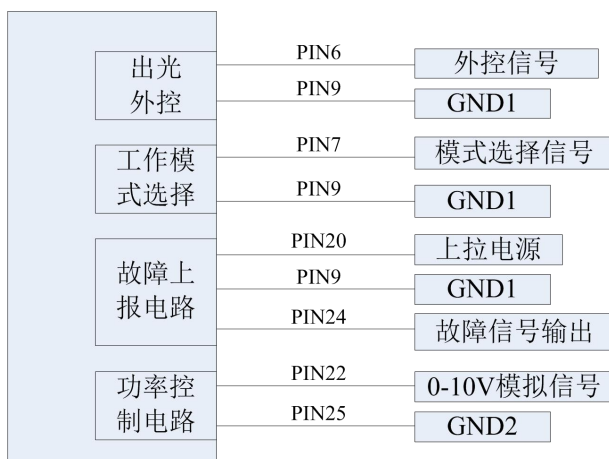 出光
外控
PIN6
外控信号
PIN9
GND1
工作模
式选择
PIN7
模式选择信号
PIN9
GND1
故障上
报电路
PIN20
上拉电源
PIN9
GND1
PIN24
故障信号输出
功率控
制电路
PIN22
0-10V模拟信号
PIN25
GND2